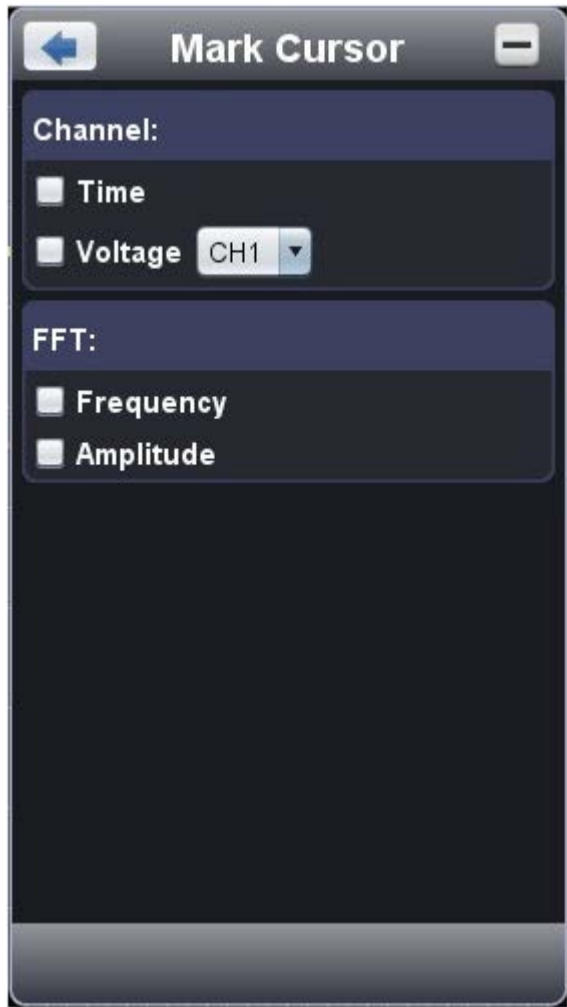 Mark Cursor
Channel:
Time
Voltage CH1
FFT:
Frequency
Amplitude